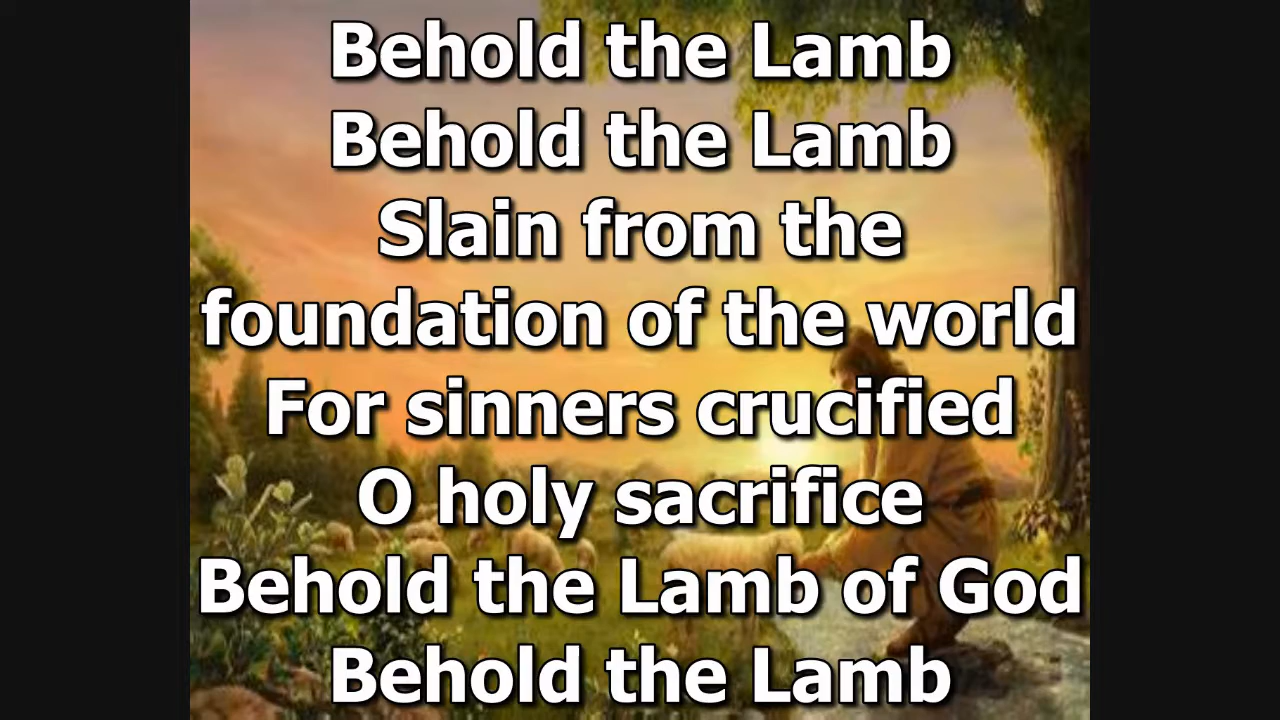 Behold the Lamb
Behold the Lamb
Slain from the
foundation of the world
For sinners crucified
O holy sacrifice
Behold the Lamb of God
Behold the Lamb